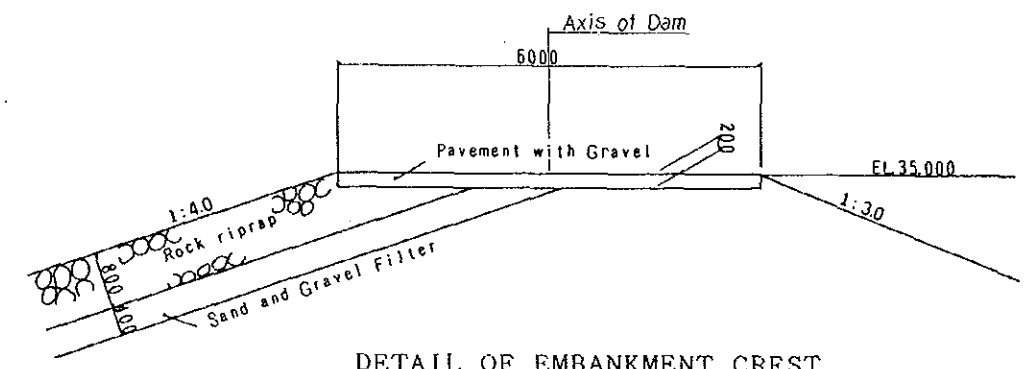 Axis of Dam
6000
200
Pavement with Gravel
EL.35,000
1:4.0
Rock riprap
1:3.0
800
400
Sand and Gravel Filter
DETAIL OF EMBANKMENT CREST